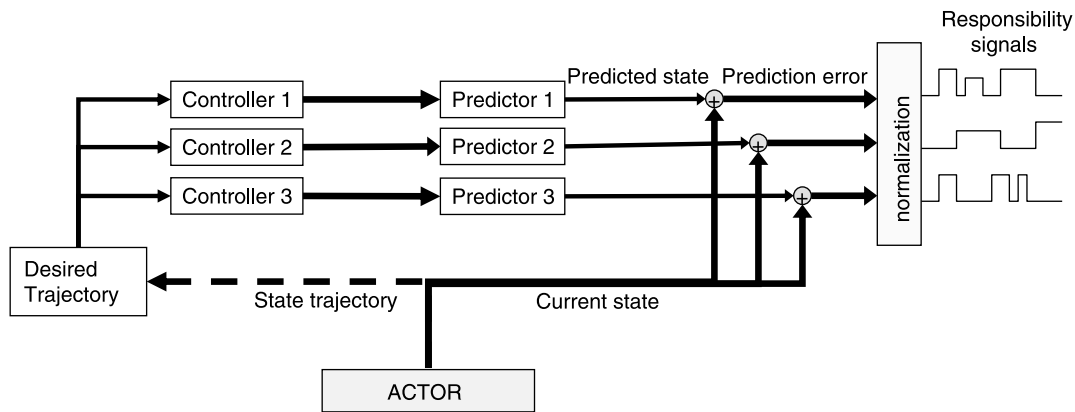 Responsibility
signals
Predicted state
Prediction error
Controller 1
Predictor 1
+
Controller 2
Predictor 2
+
Controller 3
Predictor 3
+
normalization
Desired
Trajectory
State trajectory
Current state
ACTOR